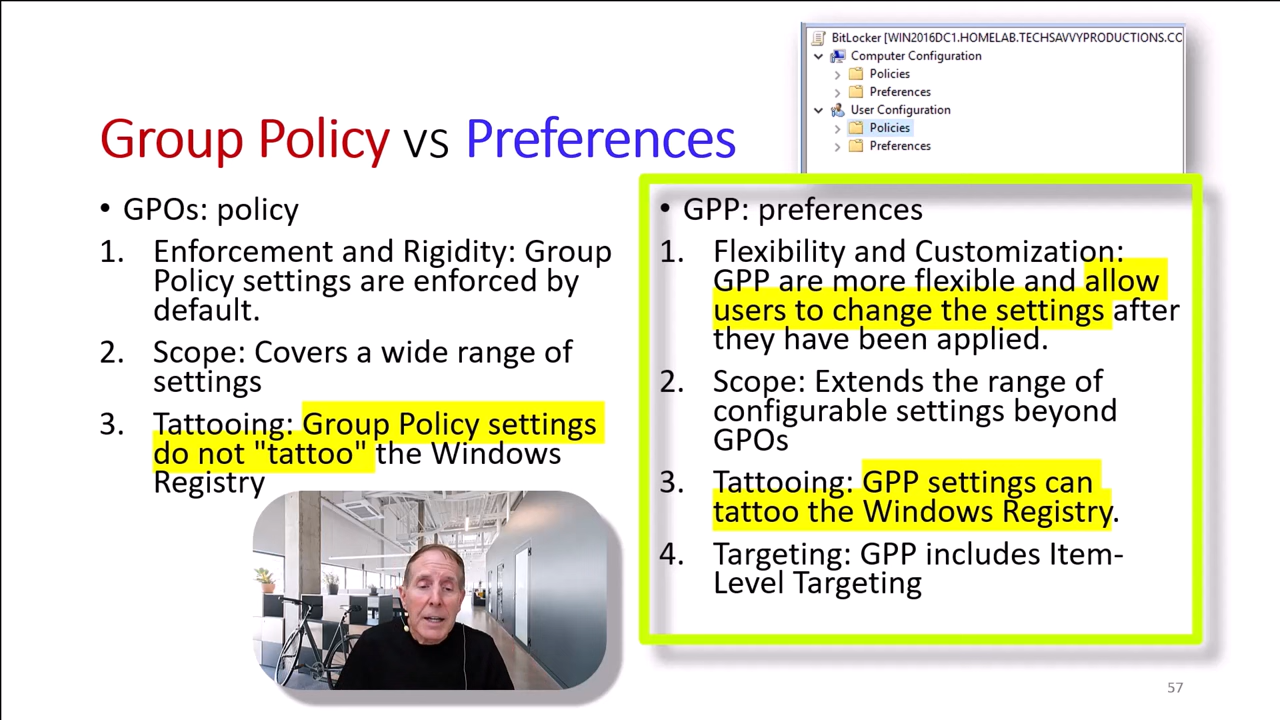 BitLocker [WIN2016DC1.HOMELAB.TECHSAVVYPRODUCTIONS.CO
Computer Configuration
Policies
Preferences
User Configuration
Policies
Preferences
Group Policy vs Preferences
• GPOs: policy
1. Enforcement and Rigidity: Group
Policy settings are enforced by
default.
2. Scope: Covers a wide range of
settings
3. Tattooing: Group Policy settings
do not "tattoo" the Windows
Registry
• GPP: preferences
1. Flexibility and Customization:
GPP are more flexible and allow
users to change the settings after
they have been applied.
2. Scope: Extends the range of
configurable settings beyond
GPOs
3. Tattooing: GPP settings can
tattoo the Windows Registry.
4. Targeting: GPP includes Item-
Level Targeting
57